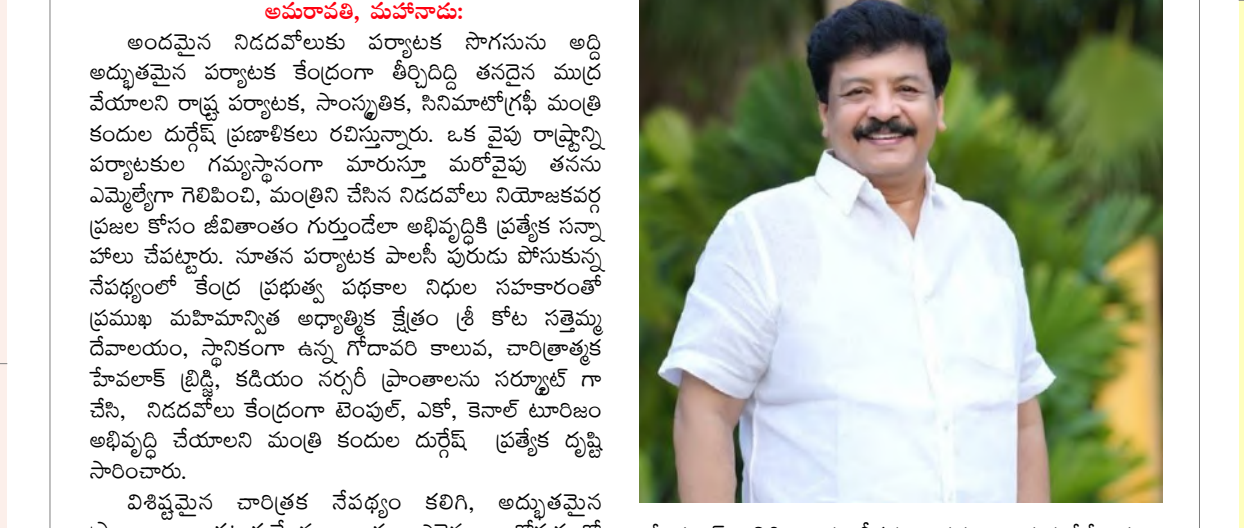 అమరావతి, మహానాడు:
అందమైన నిడదవోలుకు పర్యాటక సొగసును అద్ది
అద్భుతమైన పర్యాటక కేంద్రంగా తీర్చిదిద్ది తనదైన ముద్ర
వేయాలని రాష్ట్ర పర్యాటక, సాంస్కృతిక, సినిమాటోగ్రఫీ మంత్రి
కందుల దుర్గేష్ ప్రణాళికలు రచిస్తున్నారు. ఒక వైపు రాష్ట్రాన్ని
పర్యాటకుల గమ్యస్థానంగా మారుస్తూ మరోవైపు తనను
ఎమ్మెల్యేగా గెలిపించి, మంత్రిని చేసిన నిడదవోలు నియోజకవర్గ
ప్రజల కోసం జీవితాంతం గుర్తుండేలా అభివృద్ధికి ప్రత్యేక సన్నా
హాలు చేపట్టారు. నూతన పర్యాటక పాలసీ పురుడు పోసుకున్న
నేపథ్యంలో కేంద్ర ప్రభుత్వ పథకాల నిధుల సహకారంతో
ప్రముఖ మహిమాన్విత అధ్యాత్మిక క్షేత్రం శ్రీ కోట సత్తెమ్మ
దేవాలయం, స్థానికంగా ఉన్న గోదావరి కాలువ, చారిత్రాత్మక
హేవలాక్ బ్రిడ్జి, కడియం నర్సరీ ప్రాంతాలను సర్క్యూట్ గా
చేసి, నిడదవోలు కేంద్రంగా టెంపుల్, ఎకో, కెనాల్ టూరిజం
అభివృద్ధి చేయాలని మంత్రి కందుల దుర్గేష్ ప్రత్యేక దృష్టి
సారించారు.
విశిష్టమైన చారిత్రక నేపథ్యం కలిగి, అద్భుతమైన